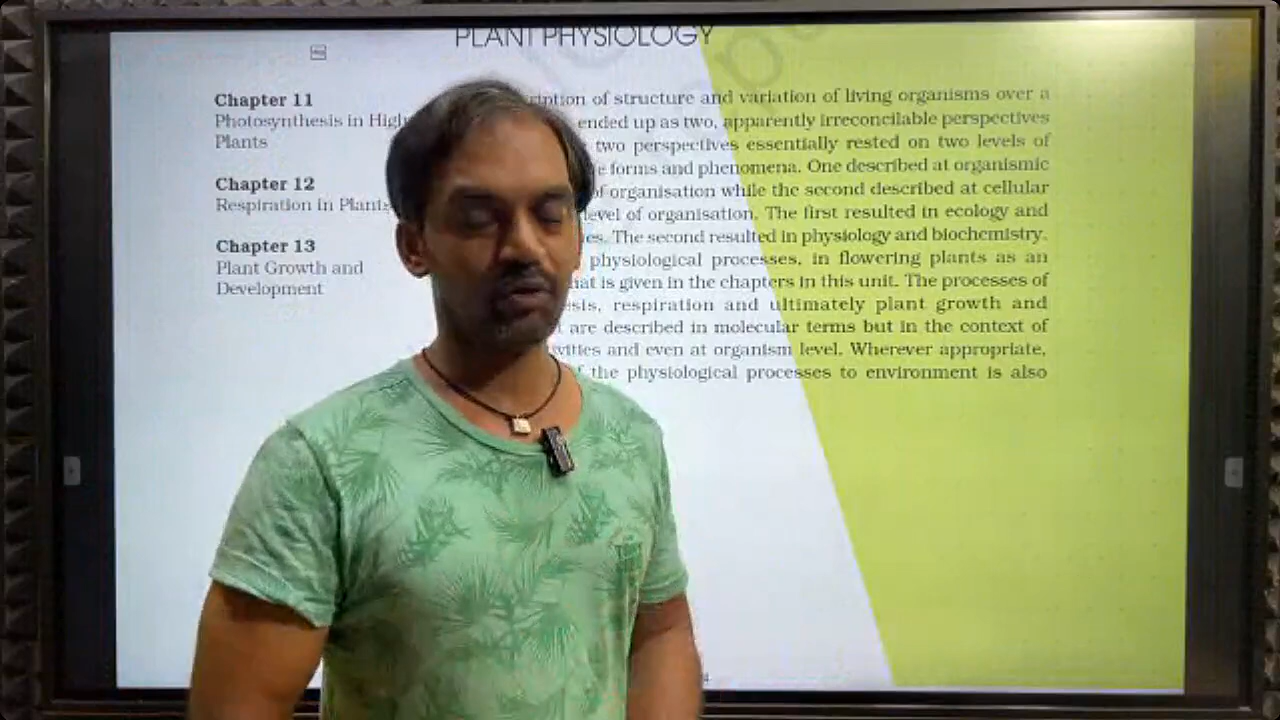 PLANT PHYSIOLOGY
Chapter 11
Photosynthesis in High
Plants
Chapter 12
Respiration in Plants
Chapter 13
Plant Growth and
Development
of structure and variation of living organisms over a
ended up as two, apparently irreconcilable perspectives
two perspectives essentially rested on two levels of
forms and phenomena. One described at organismic
of organisation while the second described at cellular
level of organisation. The first resulted in ecology and
The second resulted in physiology and biochemistry.
physiological processes, in flowering plants as an
is given in the chapters in this unit. The processes of
respiration and ultimately plant growth and
are described in molecular terms but in the context of
and even at organism level. Wherever appropriate,
the physiological processes to environment is also